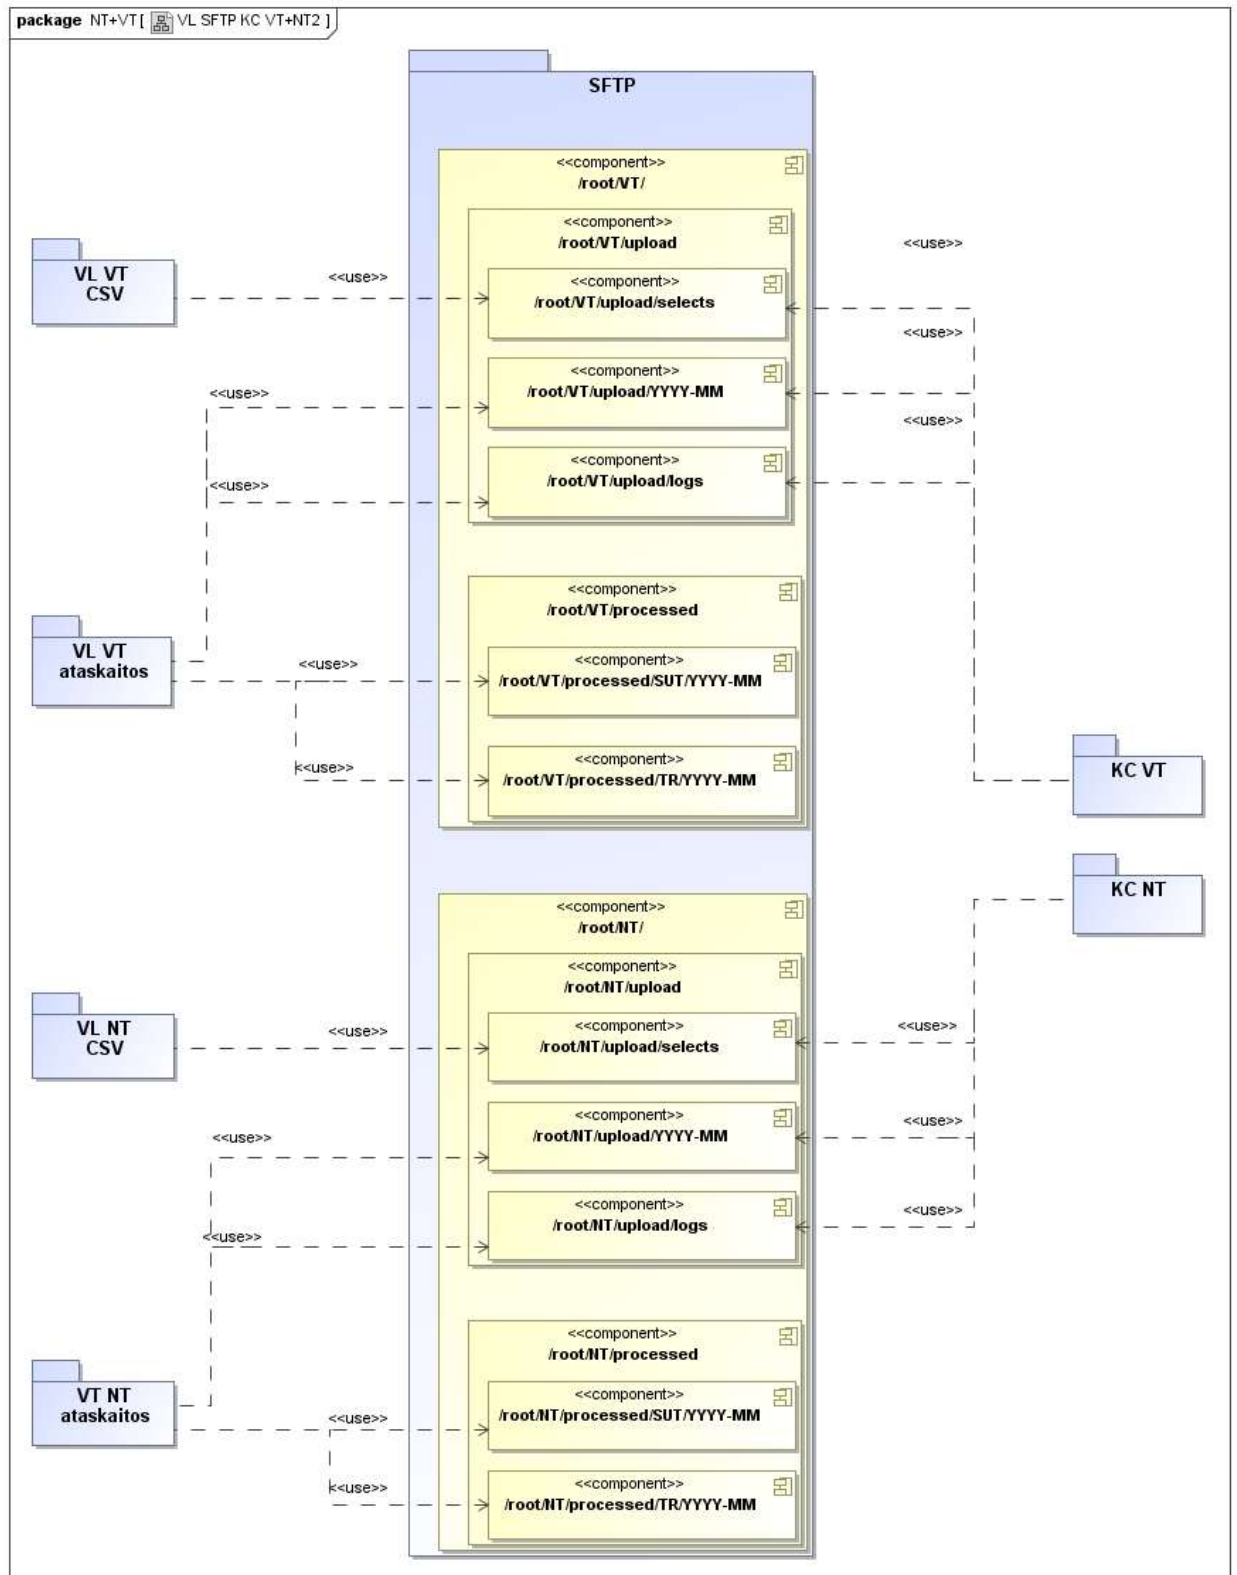 package NT+VT [ VL SFTP KC VT+NT2 ]
SFTP
<<component>>
/root/VT/
<<component>>
/root/VT/upload
<<use>>
VL VT
CSV
<<use>>
<<component>>
/root/VT/upload/selects
<<use>>
<<use>>
<<component>>
/root/VT/upload/YYYY-MM
<<use>>
<<use>>
<<component>>
/root/VT/upload/logs
<<component>>
/root/VT/processed
VL VT
ataskaitos
<<use>>
<<component>>
/root/VT/processed/SUT/YYYY-MM
<<use>>
<<component>>
/root/VT/processed/TR/YYYY-MM
KC VT
KC NT
<<component>>
/root/NT/
<<component>>
/root/NT/upload
VL NT
CSV
<<use>>
<<component>>
/root/NT/upload/selects
<<use>>
<<use>>
<<component>>
/root/NT/upload/YYYY-MM
<<use>>
<<use>>
<<component>>
/root/NT/upload/logs
<<use>>
<<component>>
/root/NT/processed
VT NT
ataskaitos
<<use>>
<<component>>
/root/NT/processed/SUT/YYYY-MM
<<use>>
<<component>>
/root/NT/processed/TR/YYYY-MM